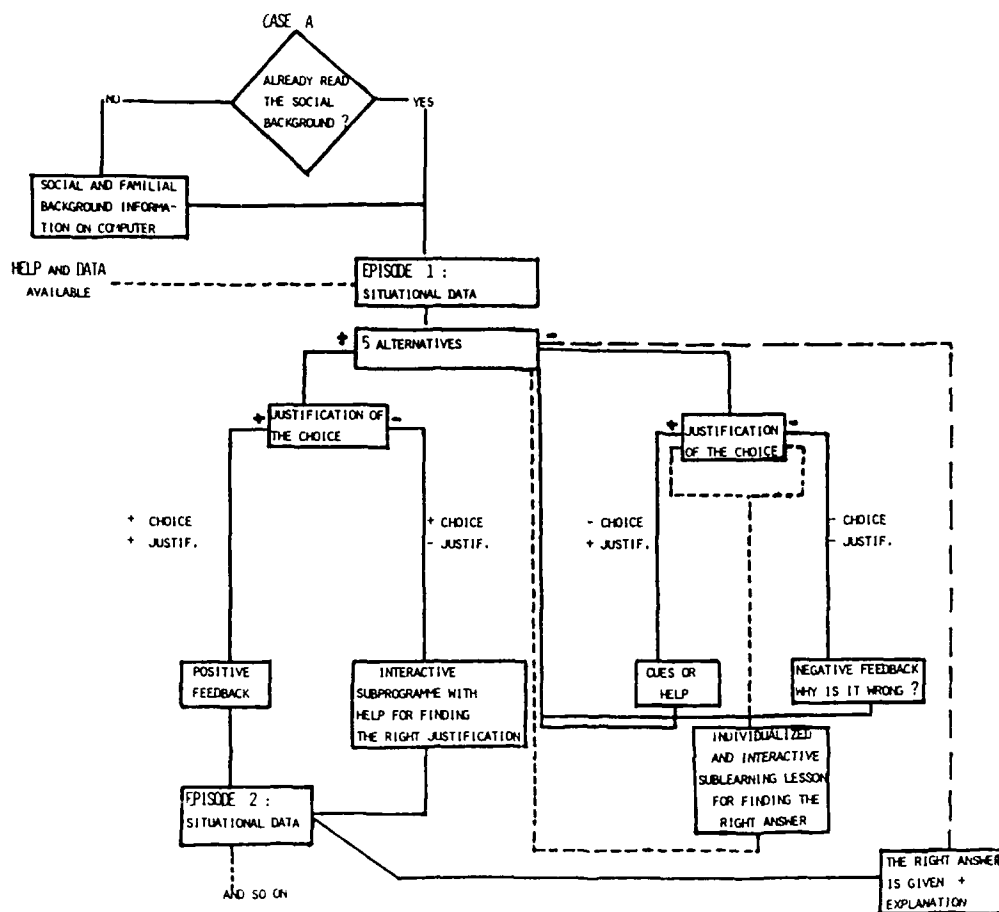 CASE A
ALREADY READ
THE SOCIAL
BACKGROUND ?
NO
YES
SOCIAL AND FAMILIAL
BACKGROUND INFORMA-
TION ON COMPUTER
HELP AND DATA
AVAILABLE
EPISODE 1 :
SITUATIONAL DATA
+
5 ALTERNATIVES
-
+
JUSTIFICATION OF
THE CHOICE
-
+
JUSTIFICATION
OF THE CHOICE
-
+ CHOICE
+ JUSTIF.
+ CHOICE
- JUSTIF.
- CHOICE
+ JUSTIF.
- CHOICE
- JUSTIF.
POSITIVE
FEEDBACK
INTERACTIVE
SUBPROGRAMME WITH
HELP FOR FINDING
THE RIGHT JUSTIFICATION
CUES OR
HELP
NEGATIVE FEEDBACK
WHY IS IT WRONG ?
INDIVIDUALIZED
AND INTERACTIVE
SUBLEARNING LESSON
FOR FINDING THE
RIGHT ANSWER
EPISODE 2 :
SITUATIONAL DATA
AND SO ON
THE RIGHT ANSWER
IS GIVEN +
EXPLANATION